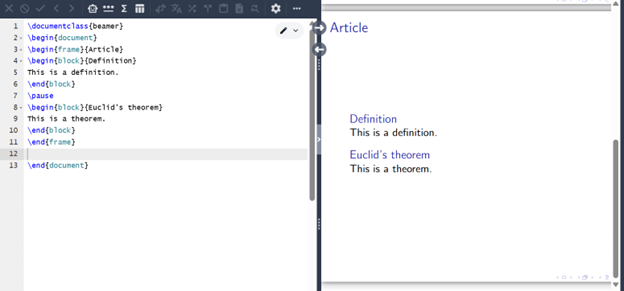 1 \documentclass{beamer}
2 \begin{document}
3 \begin{frame}{Article}
4 \begin{block}{Definition}
5 This is a definition.
6 \end{block}
7 \pause
8 \begin{block}{Euclid's theorem}
9 This is a theorem.
10 \end{block}
11 \end{frame}
12
13 \end{document}
Article
Definition
This is a definition.
Euclid's theorem
This is a theorem.